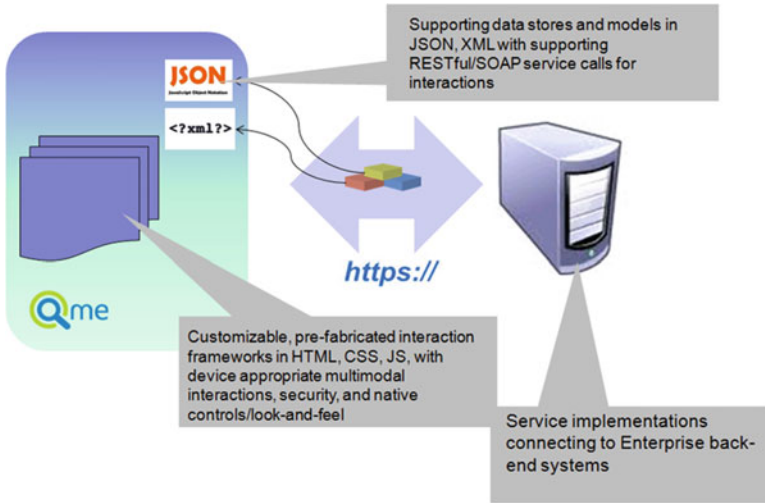 Supporting data stores and models in
JSON, XML with supporting
RESTful/SOAP service calls for
interactions
JSON
JavaScript Object Notation
<?xml?>
https://
Qme
Customizable, pre-fabricated interaction
frameworks in HTML, CSS, JS, with
device appropriate multimodal
interactions, security, and native
controls/look-and-feel
Service implementations
connecting to Enterprise back-
end systems